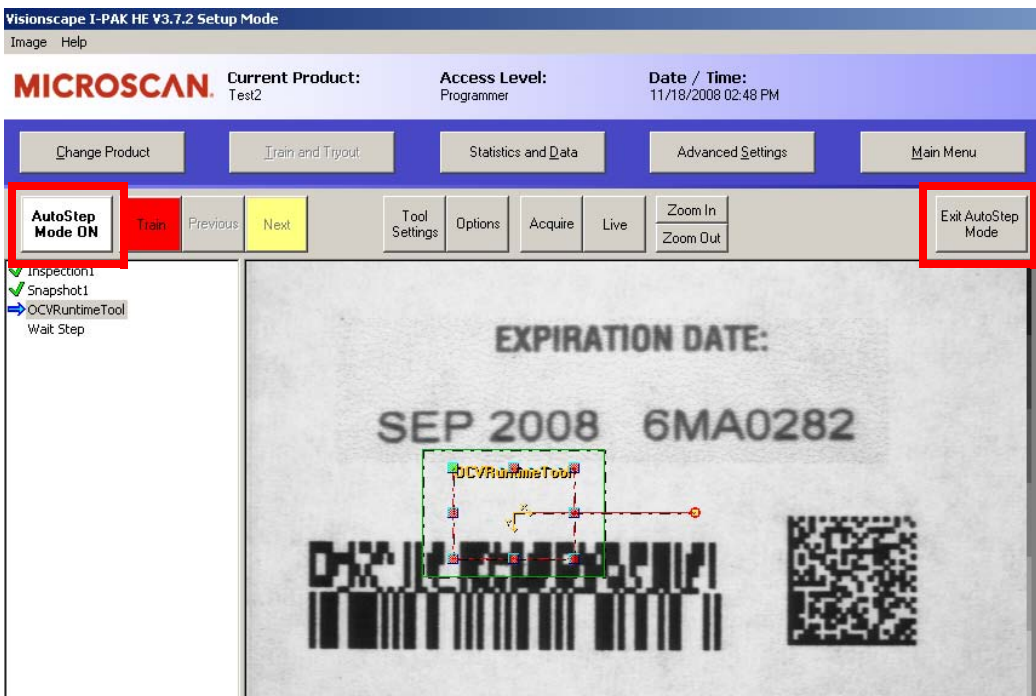 Visionscape I-PAK HE V3.7.2 Setup Mode
Image Help
MICROSCAN.
Current Product:
Test2
Access Level:
Programmer
Date / Time:
11/18/2008 02:48 PM
Change Product
Train and Tryout
Statistics and Data
Advanced Settings
Main Menu
AutoStep
Mode ON
Train
Previous
Next
Tool
Settings
Options
Acquire
Live
Zoom In
Zoom Out
Exit AutoStep
Mode
Inspection1
Snapshot1
OCVRuntimeTool
Wait Step
EXPIRATION DATE:
SEP 2008 6MA0282
OCVRuntimeTool